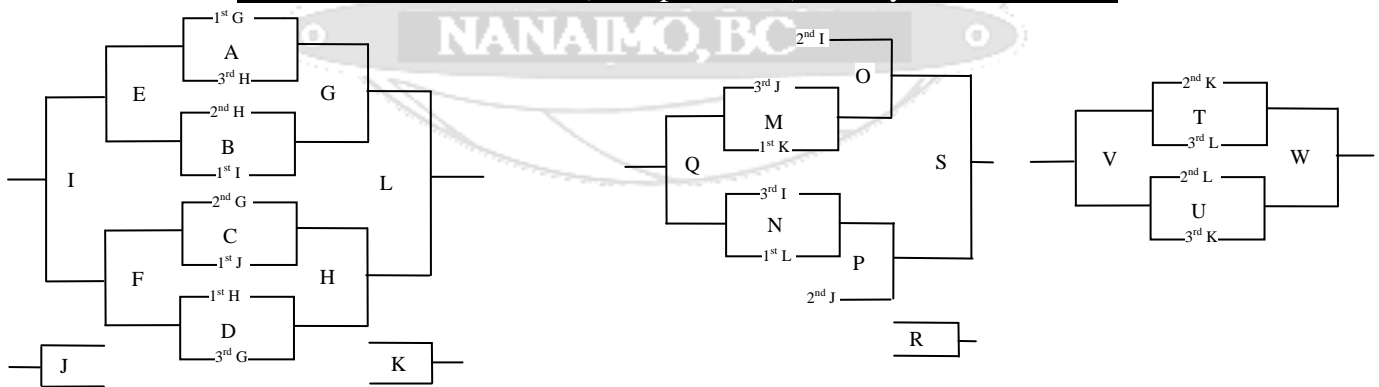 NANAIMO, BC
1st G
A
3rd H
E
G
2nd H
B
1st I
I
L
2nd G
C
1st J
F
H
1st H
D
3rd G
J
K
2nd I
O
3rd J
M
1st K
Q
S
3rd I
N
1st L
P
2nd J
R
2nd K
T
3rd L
V
W
2nd L
U
3rd K